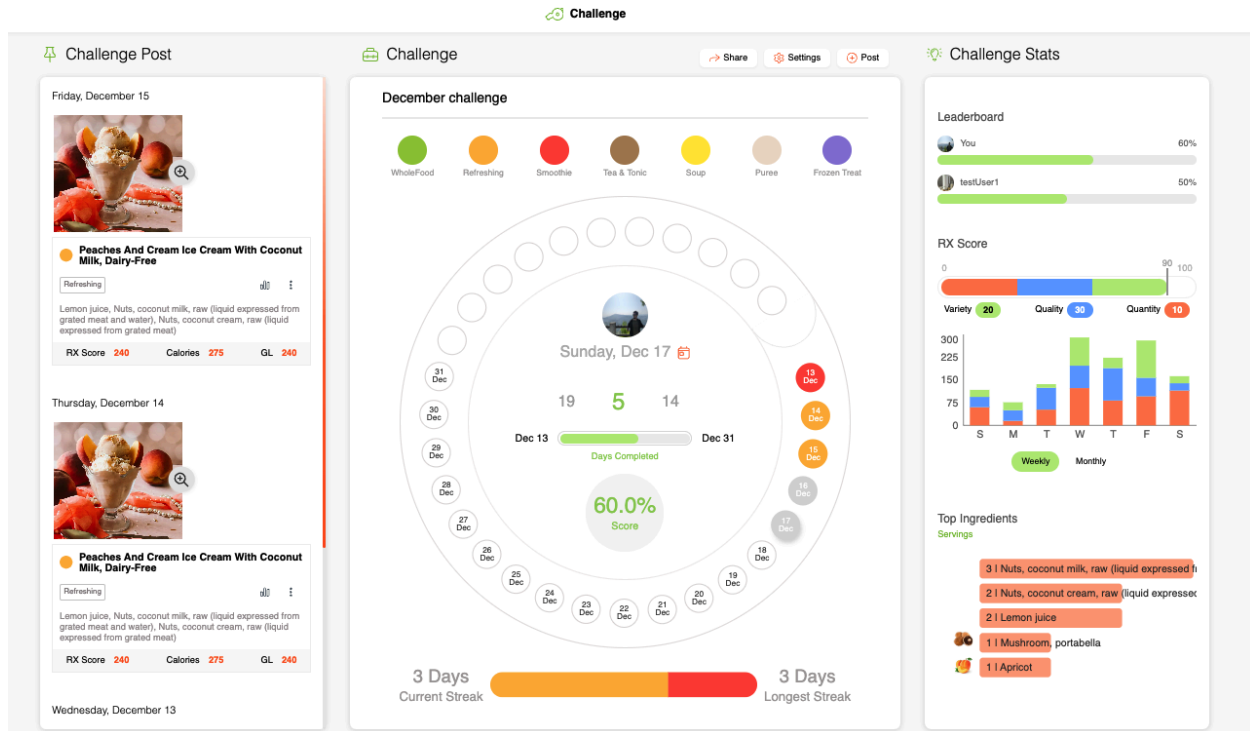 Challenge
Challenge Post
Friday, December 15
Peaches And Cream Ice Cream With Coconut
Milk, Dairy-Free
Refreshing
Lemon juice, Nuts, coconut milk, raw (liquid expressed from
grated meat and water), Nuts, coconut cream, raw (liquid
expressed from grated meat)
RX Score 240 Calories 275 GL 240
Thursday, December 14
Peaches And Cream Ice Cream With Coconut
Milk, Dairy-Free
Refreshing
Lemon juice, Nuts, coconut milk, raw (liquid expressed from
grated meat and water), Nuts, coconut cream, raw (liquid
expressed from grated meat)
RX Score 240 Calories 275 GL 240
Wednesday, December 13
Challenge
Share Settings Post
December challenge
WholeFood Refreshing Smoothie Tea & Tonic Soup Puree Frozen Treat
13
Dec
14
Dec
15
Dec
16
Dec
17
Dec
18
Dec
19
Dec
20
Dec
21
Dec
22
Dec
23
Dec
24
Dec
25
Dec
26
Dec
27
Dec
28
Dec
29
Dec
30
Dec
31
Dec
Sunday, Dec 17
19 5 14
Dec 13 Dec 31
Days Completed
60.0%
Score
3 Days
Current Streak
3 Days
Longest Streak
Challenge Stats
Leaderboard
You 60%
testUser1 50%
RX Score
0 90 100
Variety 20 Quality 30 Quantity 10
300
225
150
75
0
S M T W T F S
Weekly Monthly
Top Ingredients
Servings
3 | Nuts, coconut milk, raw (liquid expressed fr
2 | Nuts, coconut cream, raw (liquid expressed
2 | Lemon juice
1 | Mushroom, portabella
1 | Apricot